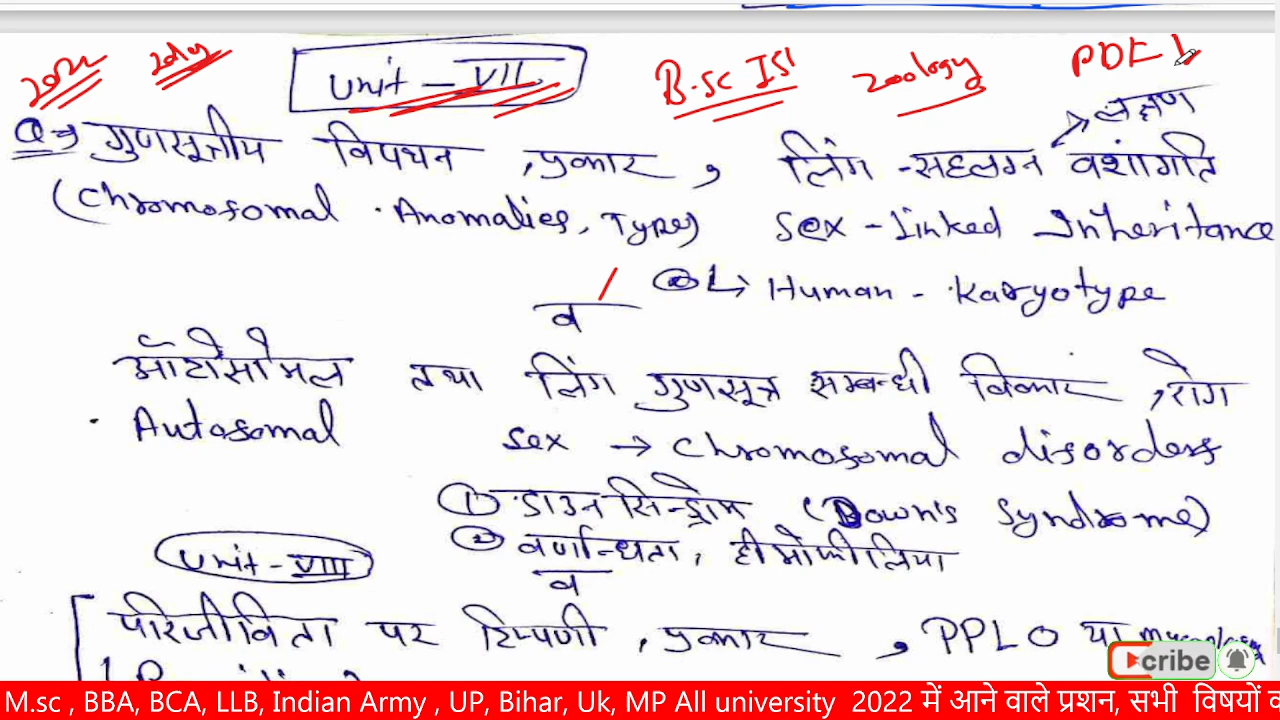 2022 Unit - VII B.Sc ISt Zoology PDF
Q → गुणसूत्रीय विपथन, प्रकार, लिंग-सहलग्न वंशागति → लक्षण
(Chromosomal Anomalies, Types) Sex-linked Inheritance
↳ Human - Karyotype
व
ऑटोसोमल तथा लिंग गुणसूत्र सम्बन्धी विकार, रोग
Autosomal Sex → Chromosomal disorders
① डाउन सिन्ड्रोम (Down's Syndrome)
② वर्णान्धता, हीमोफीलिया
Unit - VIII
व
परजीविता पर टिप्पणी, प्रकार, PPLO या
cribe
M.sc , BBA, BCA, LLB, Indian Army , UP, Bihar, Uk, MP All university 2022 में आने वाले प्रशन, सभी विषयों